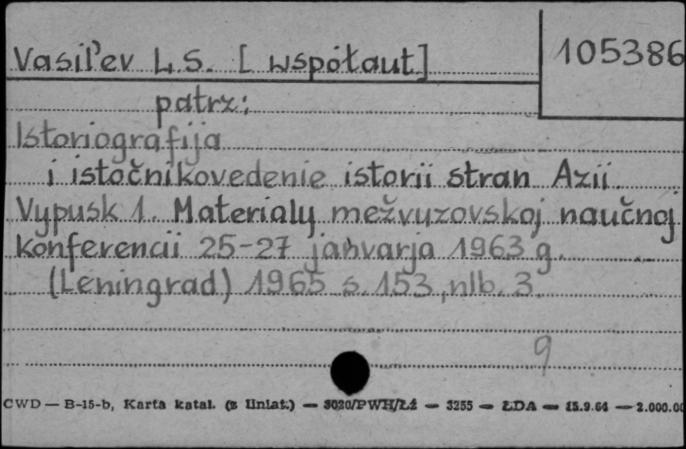 Vasil'ev L.S. [współaut.]
105386
patrz:
Istoriografija
i istočnikovedenie istorii stran Azii.
Vypusk 1. Materialy mežvuzovskoj naučnoj
konferencii 25-27 janvarja 1963 g.
(Leningrad) 1965 s. 153, nlb. 3
9
CWD — B-15-b, Karta katal. (z liniat.) — 3020/PWH/Łź — 3255 — ŁDA — 15.9.64 — 2.000.00